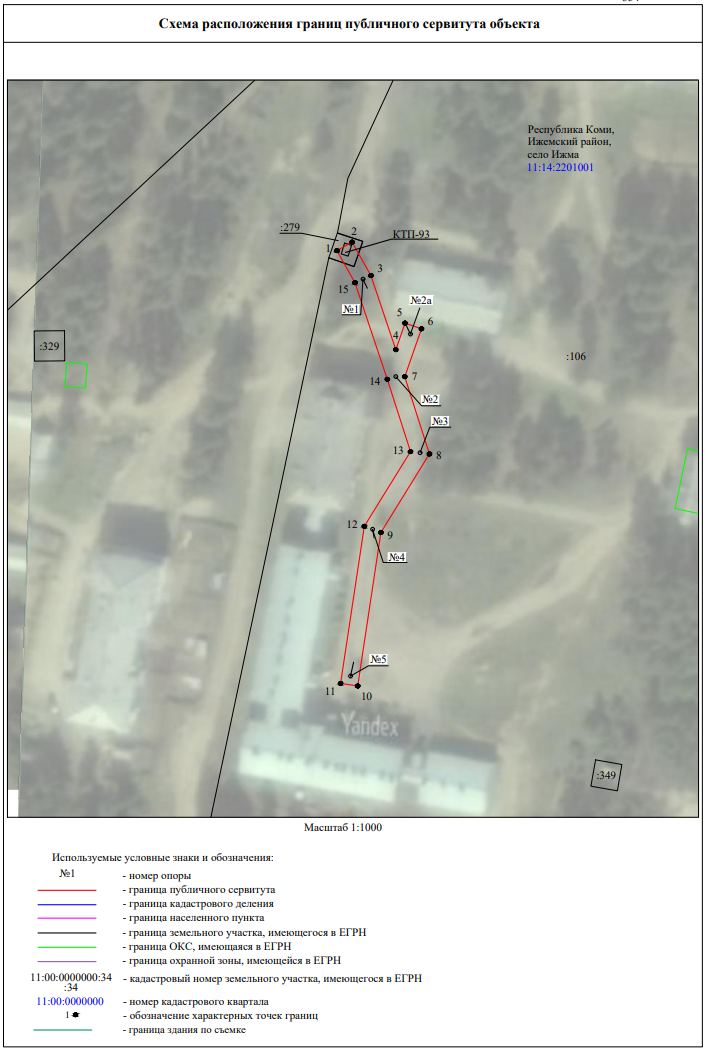 Схема расположения границ публичного сервитута объекта
Республика Коми,
Ижемский район,
село Ижма
11:14:2201001
:279
2
КТП-93
1
3
15
№1
№2а
5
6
4
:329
:106
14
7
№2
№3
13
8
12
9
№4
№5
11
10
Yandex
:349
Масштаб 1:1000
Используемые условные знаки и обозначения:
№1 - номер опоры
- граница публичного сервитута
- граница кадастрового деления
- граница населенного пункта
- граница земельного участка, имеющегося в ЕГРН
- граница ОКС, имеющаяся в ЕГРН
- граница охранной зоны, имеющейся в ЕГРН
11:00:0000000:34 - кадастровый номер земельного участка, имеющегося в ЕГРН
:34
11:00:0000000 - номер кадастрового квартала
1 - обозначение характерных точек границ
- граница здания по съемке